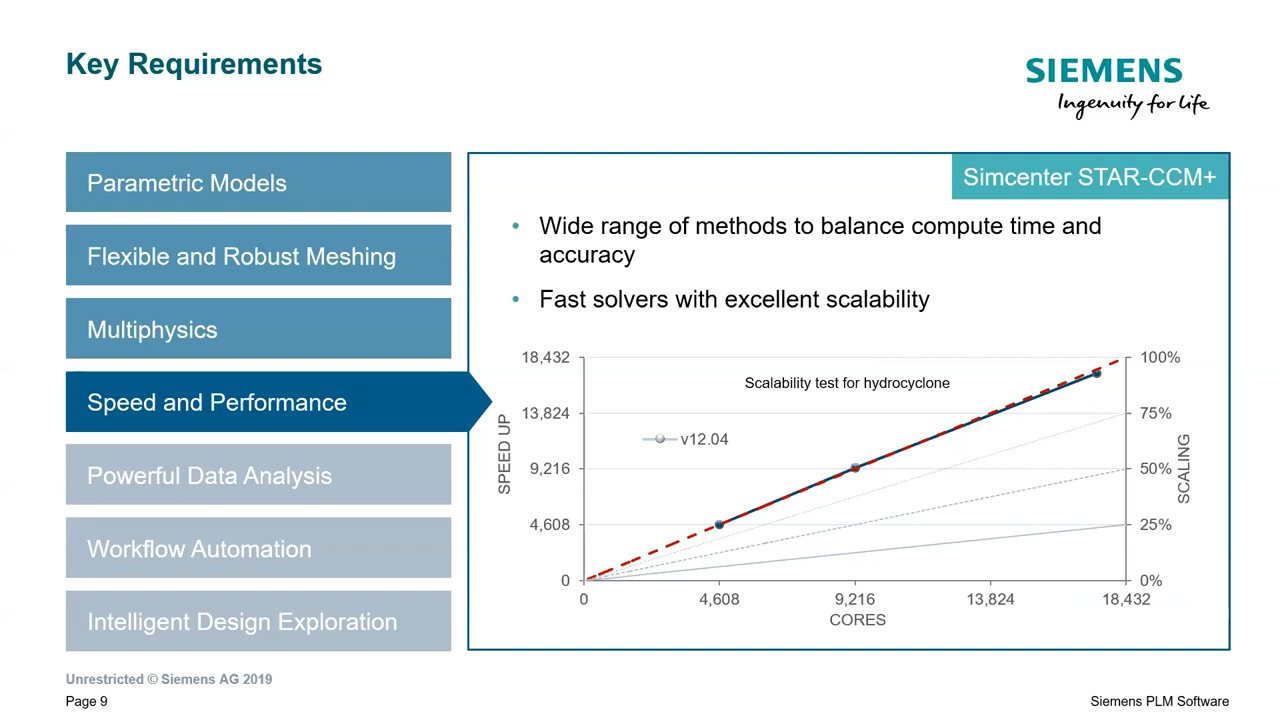 Key Requirements
SIEMENS
Ingenuity for life
Parametric Models
Flexible and Robust Meshing
Multiphysics
Speed and Performance
Powerful Data Analysis
Workflow Automation
Intelligent Design Exploration
Simcenter STAR-CCM+
• Wide range of methods to balance compute time and
accuracy
• Fast solvers with excellent scalability
Scalability test for hydrocyclone
v12.04
SPEED UP
18,432
13,824
9,216
4,608
0
0 4,608 9,216 13,824 18,432
CORES
100%
75%
50%
25%
0%
SCALING
Unrestricted © Siemens AG 2019
Page 9
Siemens PLM Software